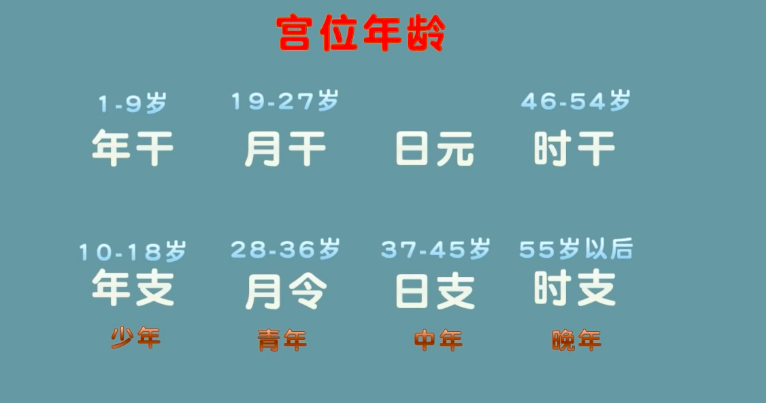 宫位年龄
1-9岁 19-27岁 46-54岁
年干 月干 日元 时干
10-18岁 28-36岁 37-45岁 55岁以后
年支 月令 日支 时支
少年 青年 中年 晚年